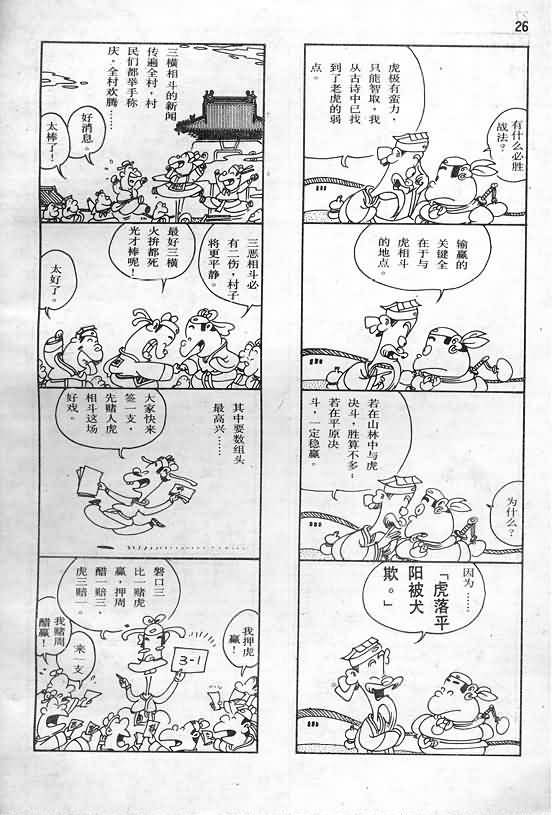 26
虎极有蛮力，
只能智取，我
从古诗中已找
到了老虎的弱
点。
有什么必胜
战法？
输赢的
关键全
在于与
虎相斗
的地点。
若在山林中与虎
决斗，胜算不多；
若在平原决
斗，一定稳赢。
为什么？
因为……
「虎落平
阳被犬
欺。」
三横相斗的新闻
传遍全村，村
民们都举手称
庆，全村欢腾……
好消息。
太棒了！
三恶相斗必
有二伤，村子
将更平静。
最好三横
火拚都死
光才棒呢！
太好了。
其中要数组头
最高兴……
大家快来
签一支，
先赌人虎
相斗这场
好戏。
磐口三
比一赌虎
赢，押周
醋一赔三，
虎三赔一。
3-1
我押虎
赢！
我赌周
醋赢！
来一支